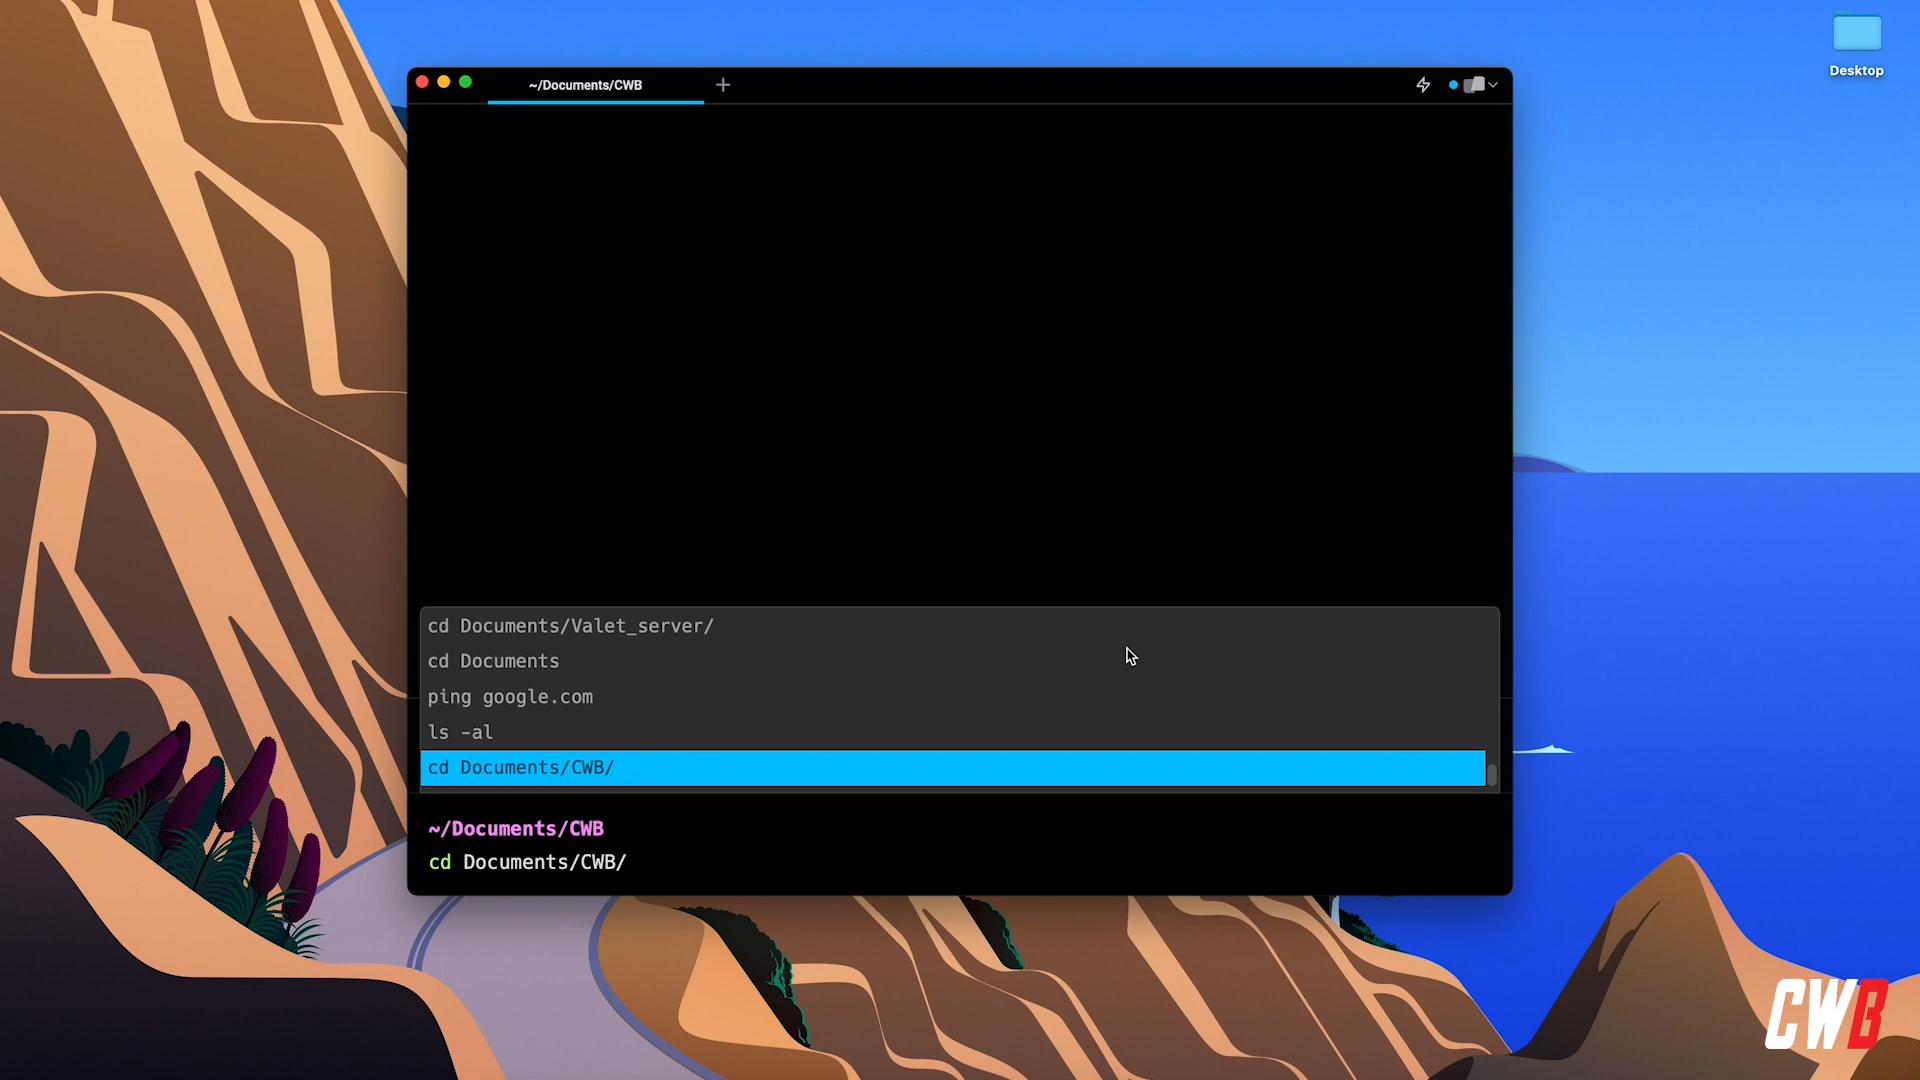 ~/Documents/CWB
Desktop
cd Documents/Valet_server/
cd Documents
ping google.com
ls -al
cd Documents/CWB/
~/Documents/CWB
cd Documents/CWB/
CWB